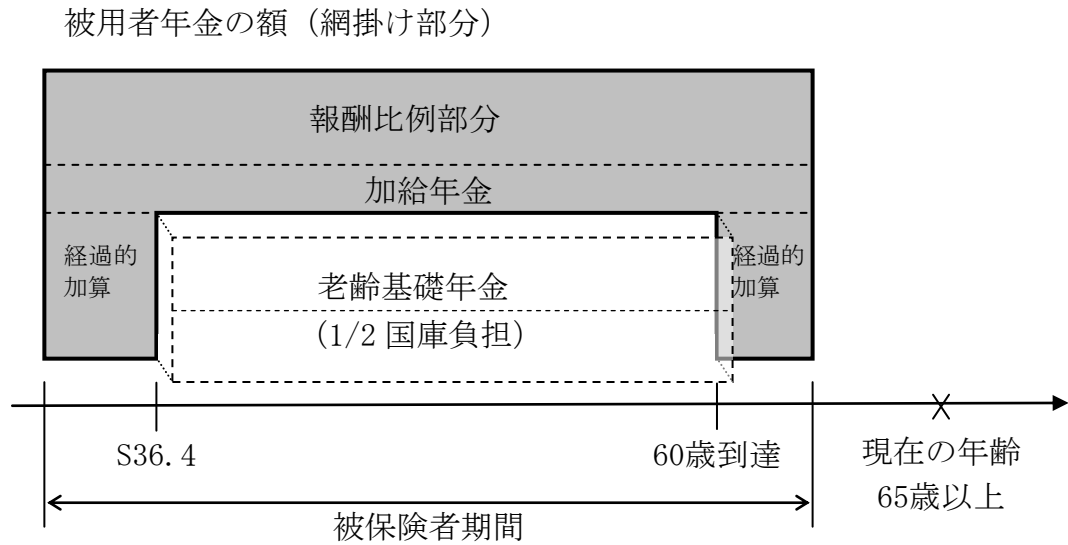 被用者年金の額（網掛け部分）
報酬比例部分
加給年金
経過的
加算
老齢基礎年金
(1/2 国庫負担)
経過的
加算
S36.4
60歳到達
現在の年齢
65歳以上
被保険者期間